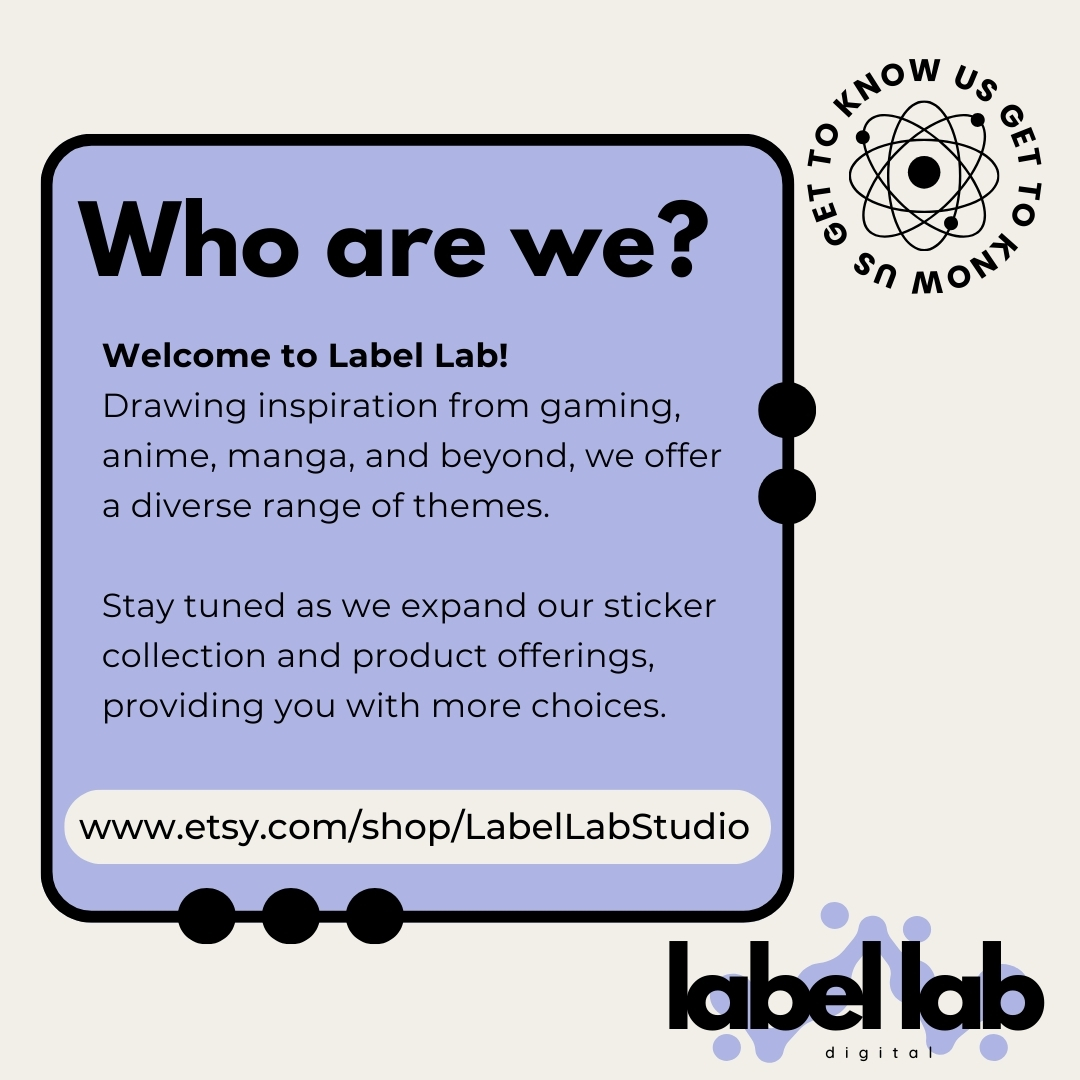 GET TO KNOW US GET TO KNOW US
Who are we?
Welcome to Label Lab!
Drawing inspiration from gaming,
anime, manga, and beyond, we offer
a diverse range of themes.
Stay tuned as we expand our sticker
collection and product offerings,
providing you with more choices.
www.etsy.com/shop/LabelLabStudio
label lab
digital